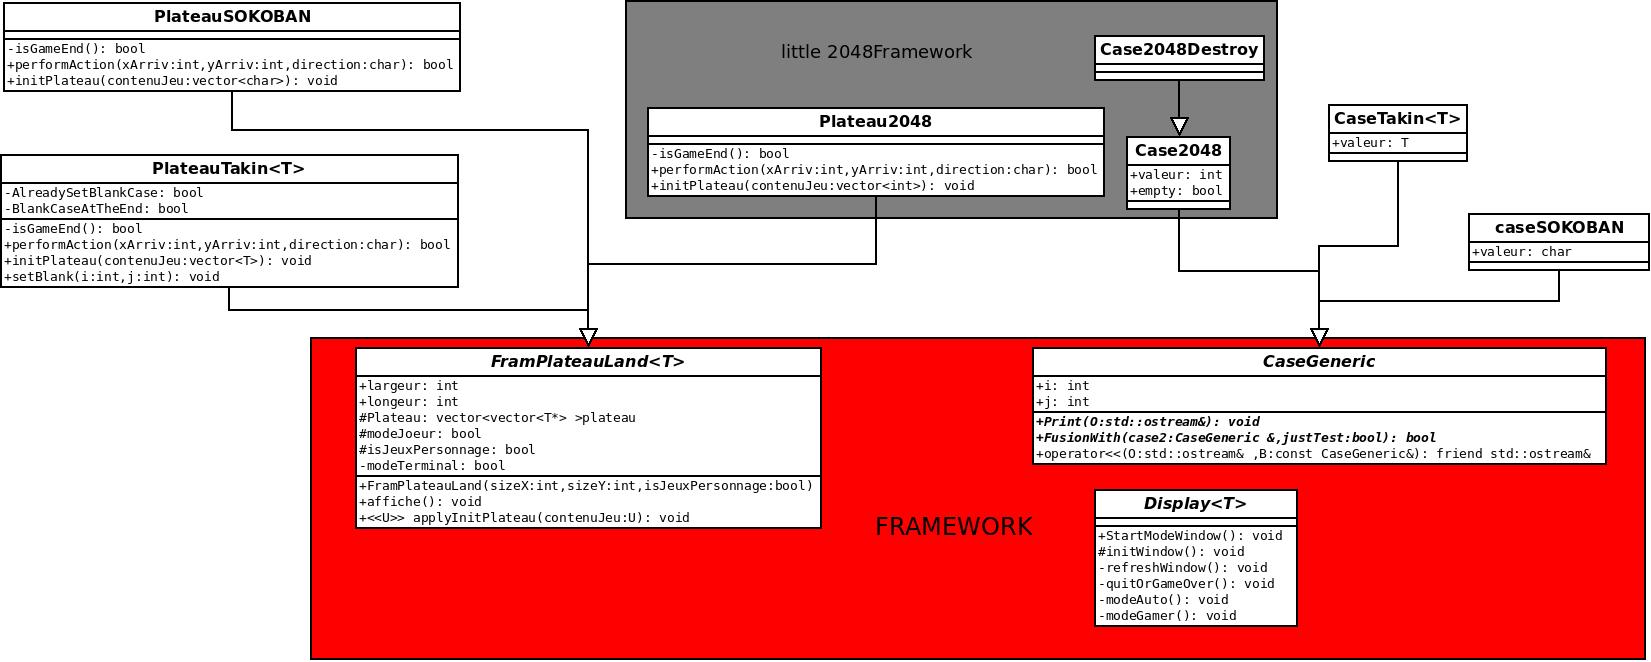 PlateauSOKOBAN
-isGameEnd(): bool
+performAction(xArriv:int,yArriv:int,direction:char): bool
+initPlateau(contenuJeu:vector<char>): void
PlateauTakin<T>
-AlreadySetBlankCase: bool
-BlankCaseAtTheEnd: bool
-isGameEnd(): bool
+performAction(xArriv:int,yArriv:int,direction:char): bool
+initPlateau(contenuJeu:vector<T>): void
+setBlank(i:int,j:int): void
little 2048Framework
Case2048Destroy
Plateau2048
-isGameEnd(): bool
+performAction(xArriv:int,yArriv:int,direction:char): bool
+initPlateau(contenuJeu:vector<int>): void
Case2048
+valeur: int
+empty: bool
CaseTakin<T>
+valeur: T
caseSOKOBAN
+valeur: char
FramPlateauLand<T>
+largeur: int
+longeur: int
#Plateau: vector<vector<T*> >plateau
#modeJoeur: bool
#isJeuxPersonnage: bool
-modeTerminal: bool
+FramPlateauLand(sizeX:int,sizeY:int,isJeuxPersonnage:bool)
+affiche(): void
+<<U>> applyInitPlateau(contenuJeu:U): void
CaseGeneric
+i: int
+j: int
+Print(O:std::ostream&): void
+FusionWith(case2:CaseGeneric &,justTest:bool): bool
+operator<<(O:std::ostream& ,B:const CaseGeneric&): friend std::ostream&
FRAMEWORK
Display<T>
+StartModeWindow(): void
#initWindow(): void
-refreshWindow(): void
-quitOrGameOver(): void
-modeAuto(): void
-modeGamer(): void